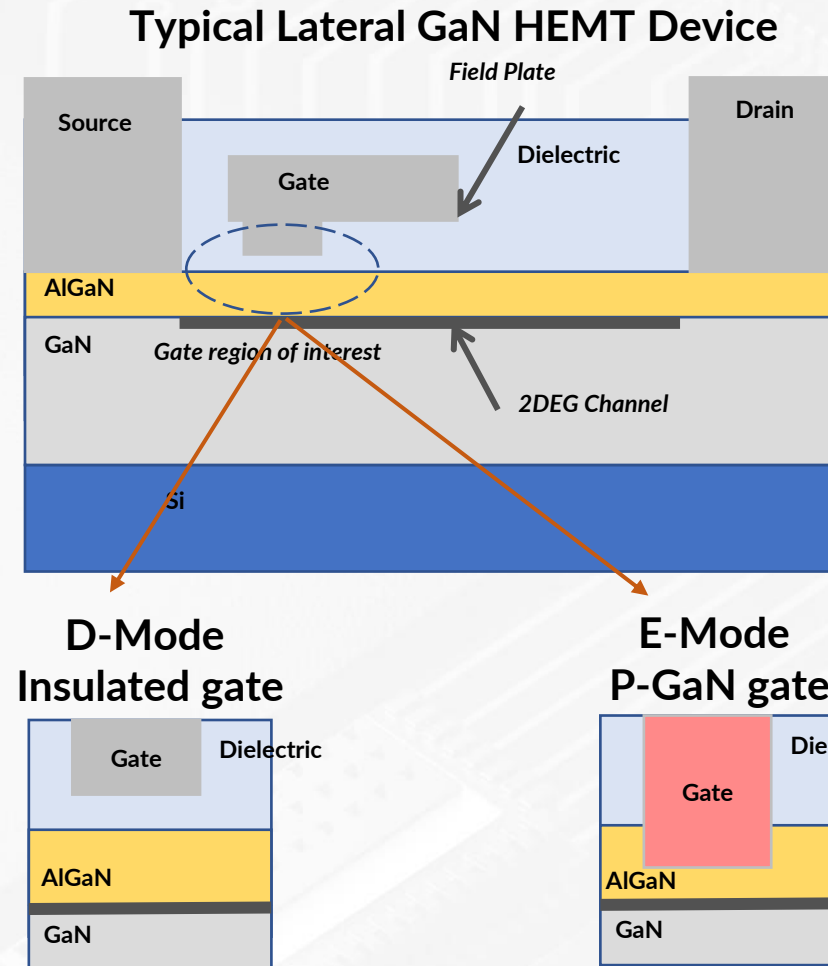 Typical Lateral GaN HEMT Device
Field Plate
Source
Drain
Dielectric
Gate
AlGaN
GaN
Gate region of interest
2DEG Channel
Si
D-Mode
Insulated gate
E-Mode
P-GaN gate
Gate
Dielectric
AlGaN
GaN
Die
Gate
AlGaN
GaN